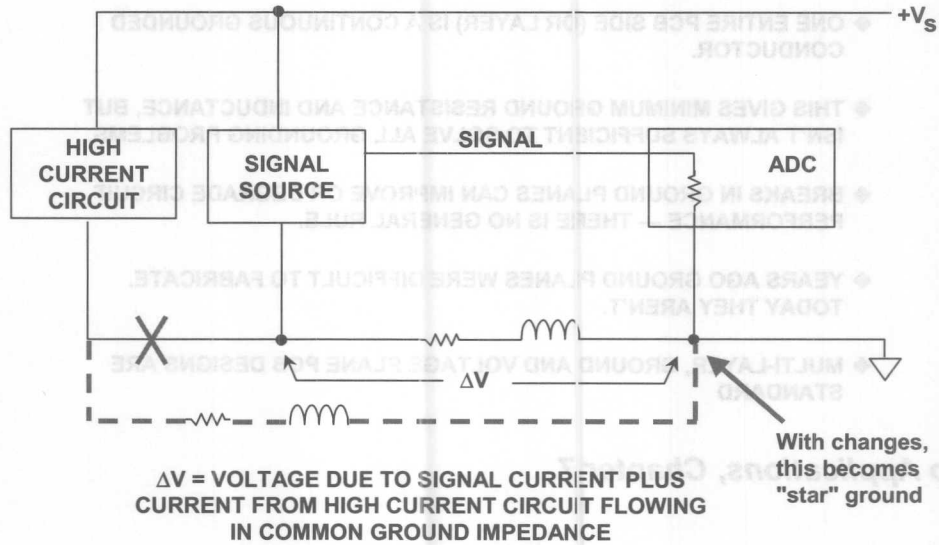 +Vs
HIGH
CURRENT
CIRCUIT
SIGNAL
SOURCE
SIGNAL
ADC
ΔV
With changes,
this becomes
"star" ground
ΔV = VOLTAGE DUE TO SIGNAL CURRENT PLUS
CURRENT FROM HIGH CURRENT CIRCUIT FLOWING
IN COMMON GROUND IMPEDANCE